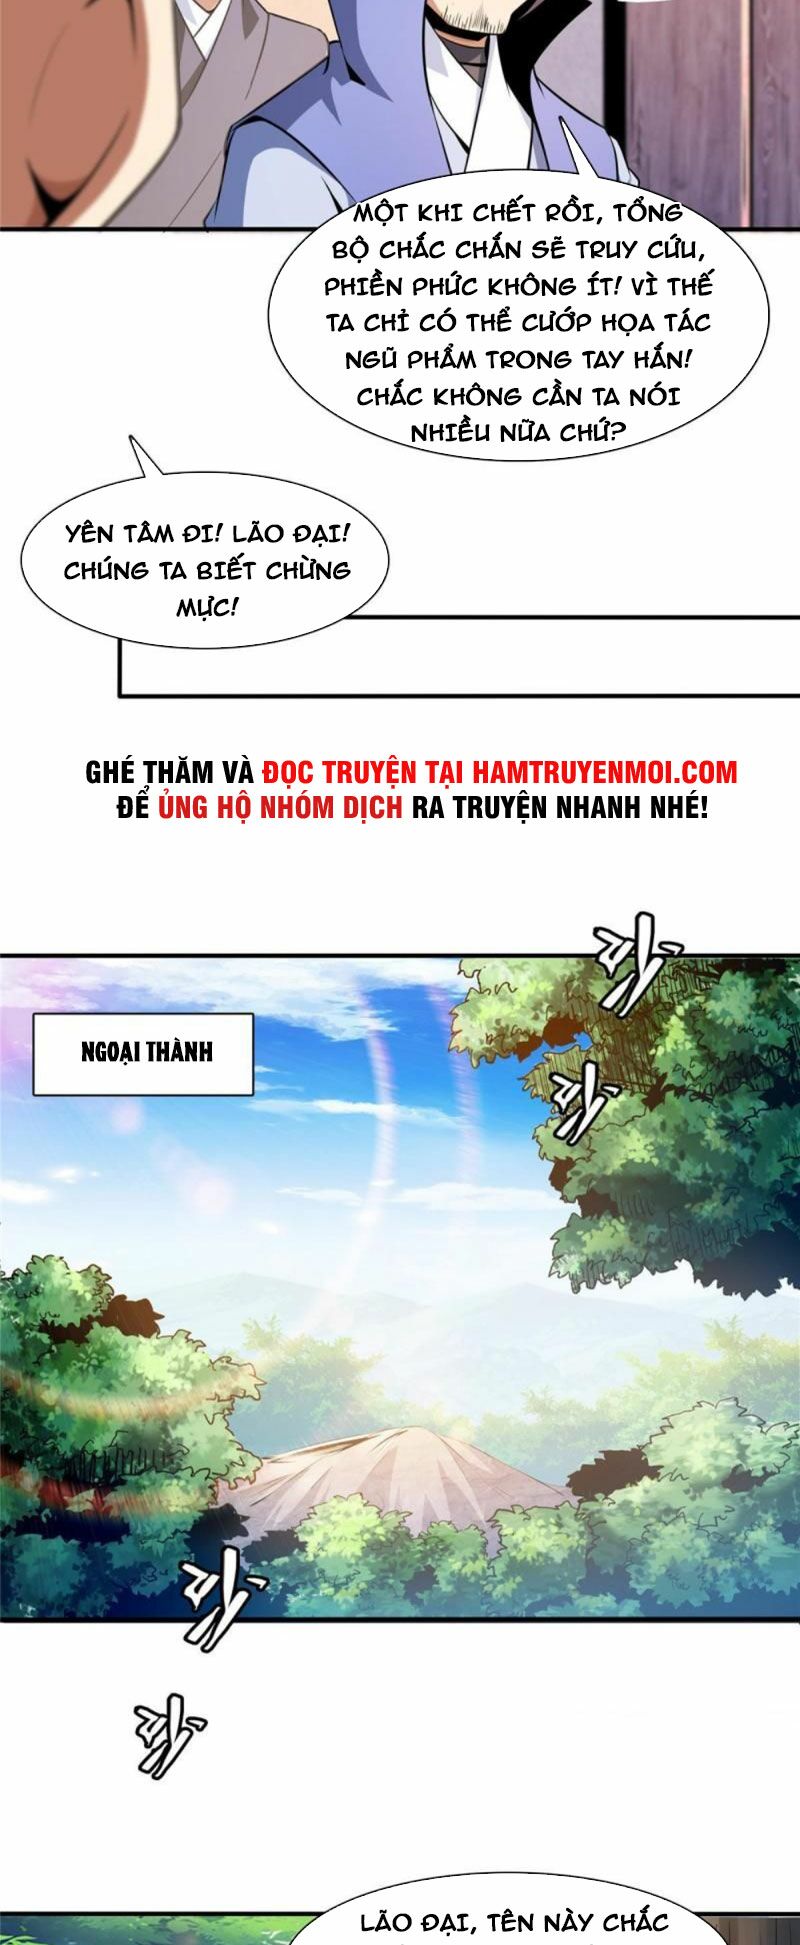 MỘT KHI CHẾT RỒI, TỔNG
BỘ CHẮC CHẮN SẼ TRUY CỨU,
PHIỀN PHỨC KHÔNG ÍT! VÌ THẾ
TA CHỈ CÓ THỂ CƯỚP HỌA TÁC
NGŨ PHẨM TRONG TAY HẮN!
CHẮC KHÔNG CẦN TA NÓI
NHIỀU NỮA CHỨ?
YÊN TÂM ĐI! LÃO ĐẠI!
CHÚNG TA BIẾT CHỪNG
MỰC!
GHÉ THĂM VÀ ĐỌC TRUYỆN TẠI HAMTRUYENMOI.COM
ĐỂ ỦNG HỘ NHÓM DỊCH RA TRUYỆN NHANH NHÉ!
NGOẠI THÀNH
LÃO ĐẠI, TÊN NÀY CHẮC